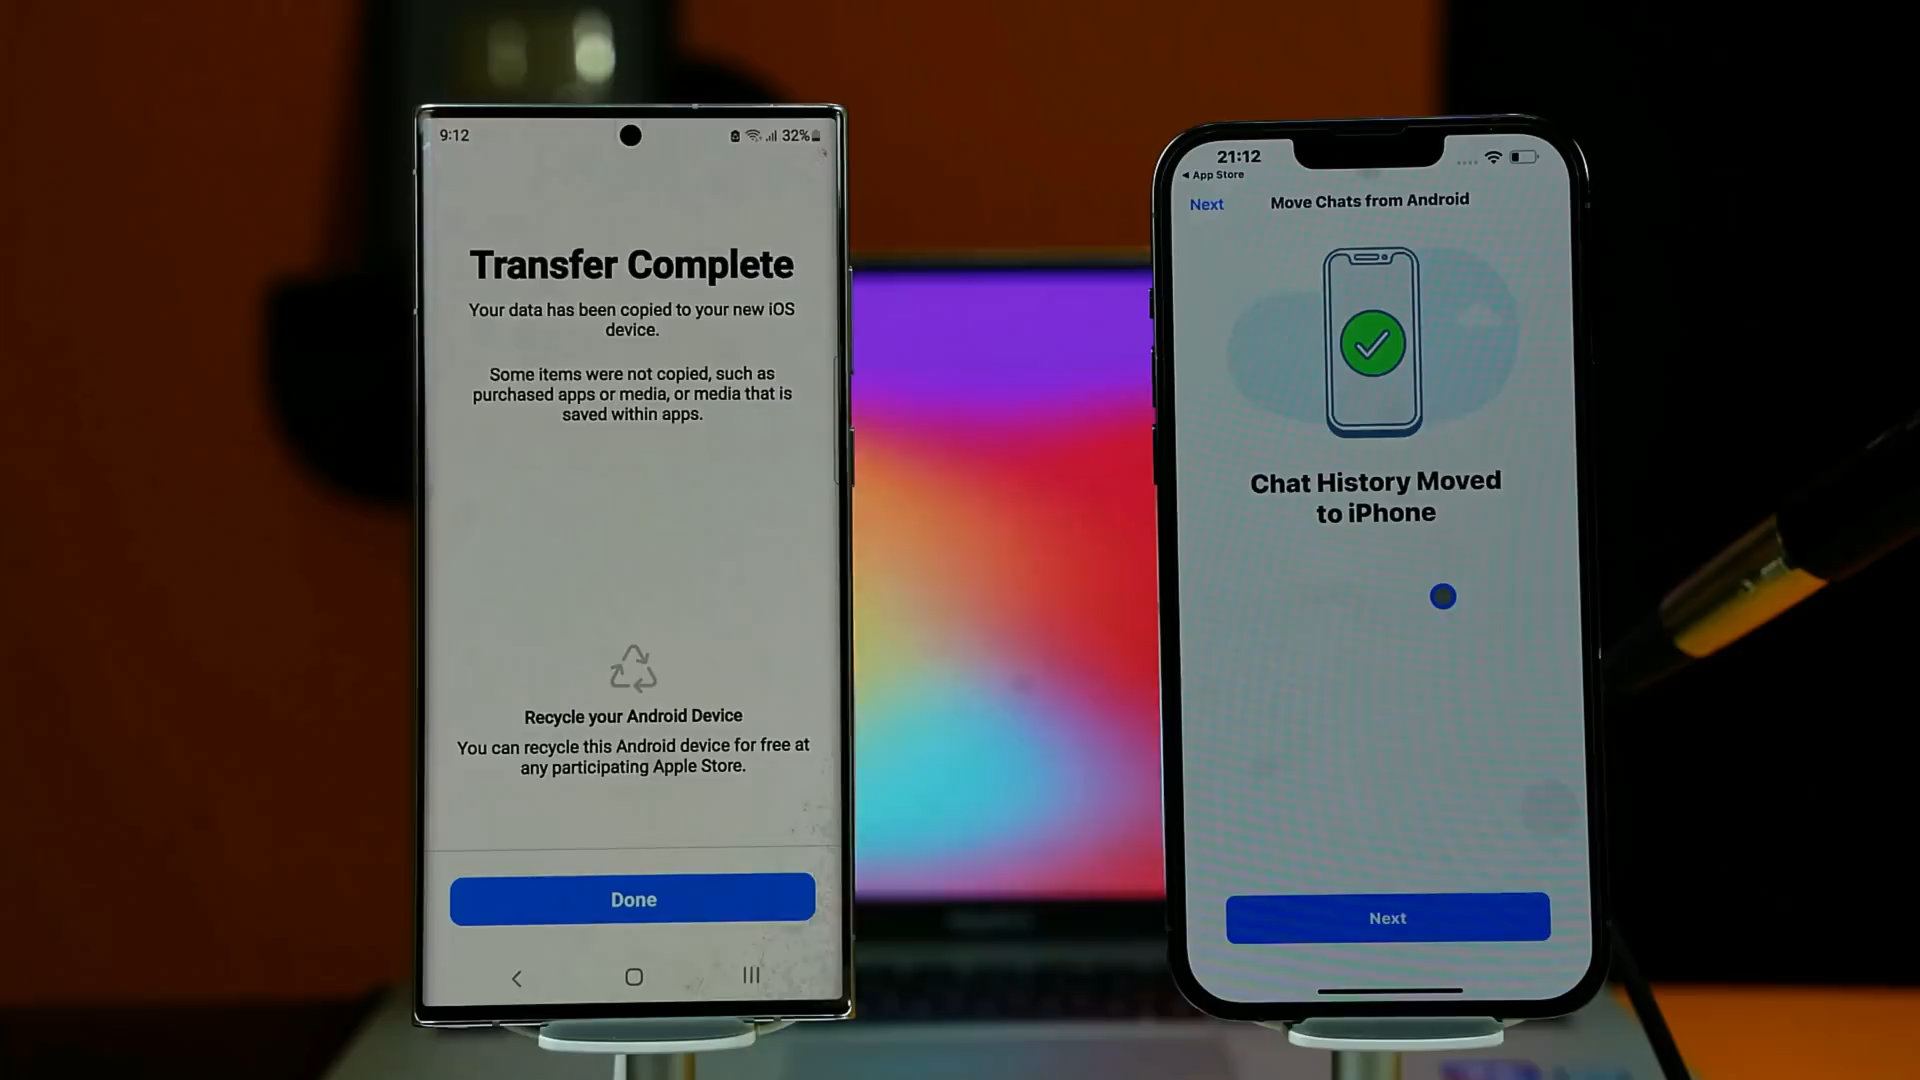 9:12
32%
Transfer Complete
Your data has been copied to your new iOS
device.
Some items were not copied, such as
purchased apps or media, or media that is
saved within apps.
Recycle your Android Device
You can recycle this Android device for free at
any participating Apple Store.
Done
21:12
App Store
Next
Move Chats from Android
Chat History Moved
to iPhone
Next